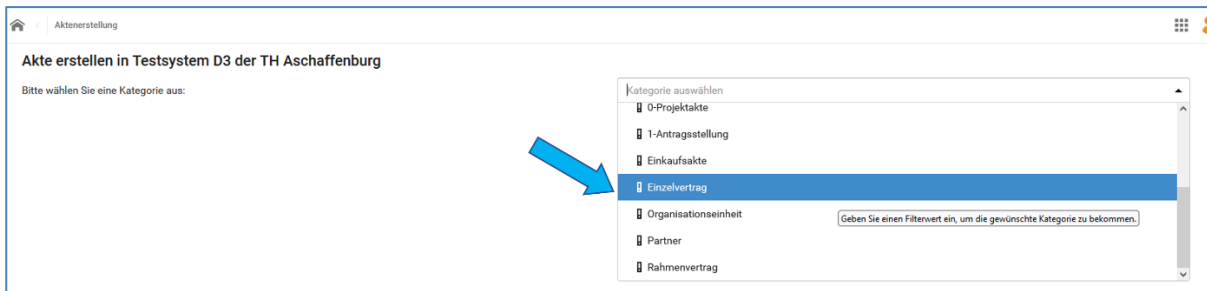 Aktenerstellung
Akte erstellen in Testsystem D3 der TH Aschaffenburg
Bitte wählen Sie eine Kategorie aus:
Kategorie auswählen
0-Projektakte
1-Antragsstellung
Einkaufsakte
Einzelvertrag
Organisationseinheit
Geben Sie einen Filterwert ein, um die gewünschte Kategorie zu bekommen.
Partner
Rahmenvertrag